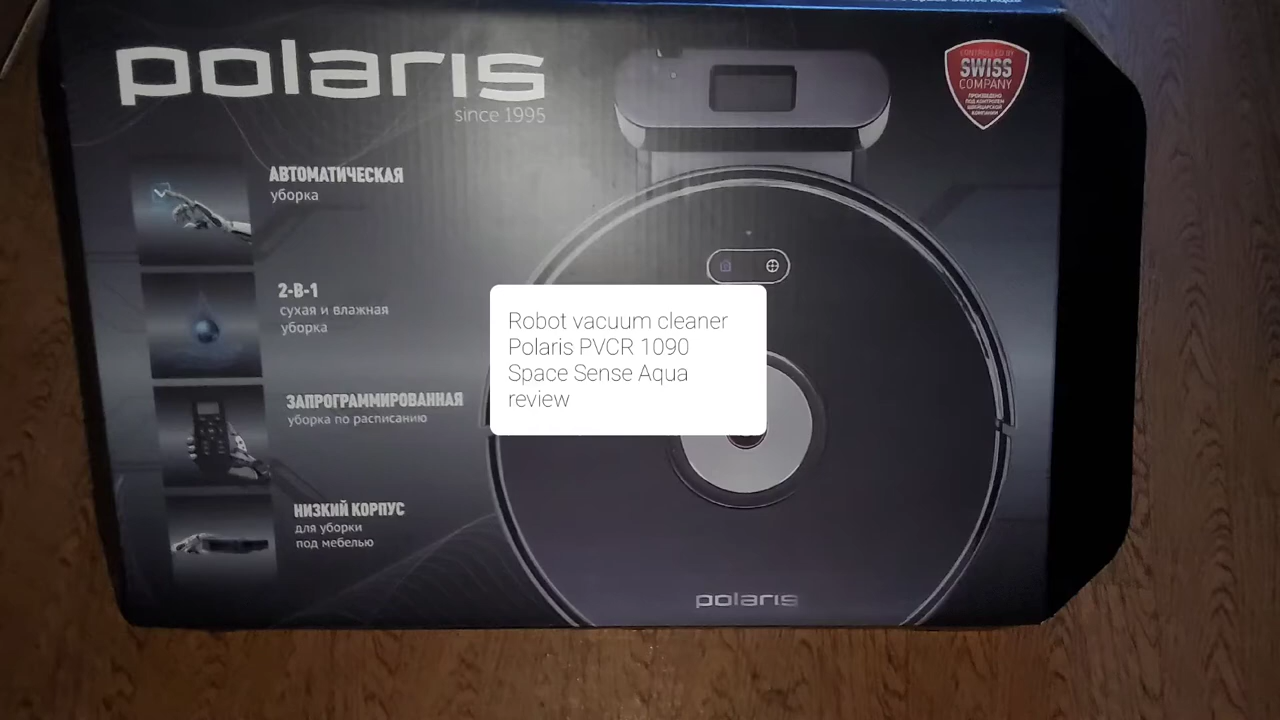 polaris
since 1995
CONTROLLED BY
SWISS
COMPANY
ПРОИЗВЕДЕНО
ПОД КОНТРОЛЕМ
ШВЕЙЦАРСКОЙ
КОМПАНИИ
АВТОМАТИЧЕСКАЯ
уборка
2-В-1
сухая и влажная
уборка
ЗАПРОГРАММИРОВАННАЯ
уборка по расписанию
НИЗКИЙ КОРПУС
для уборки
под мебелью
Robot vacuum cleaner
Polaris PVCR 1090
Space Sense Aqua
review
polaris